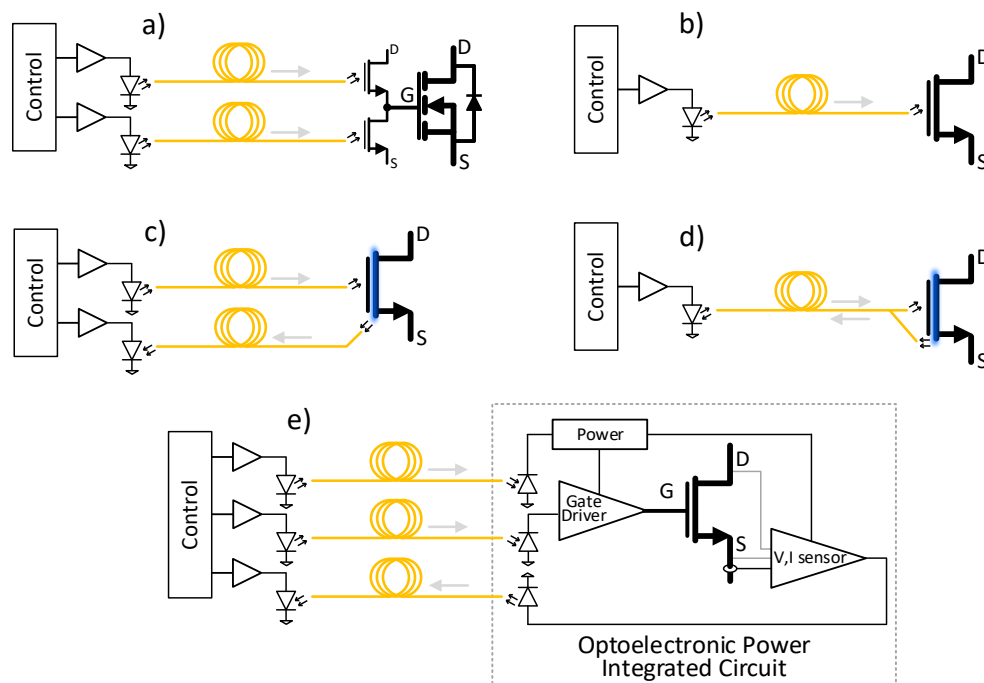 a)
Control
D
S
G
D
S
b)
Control
D
S
c)
Control
D
S
d)
Control
D
S
e)
Control
Power
Gate
Driver
G
D
S
V,I sensor
Optoelectronic Power
Integrated Circuit